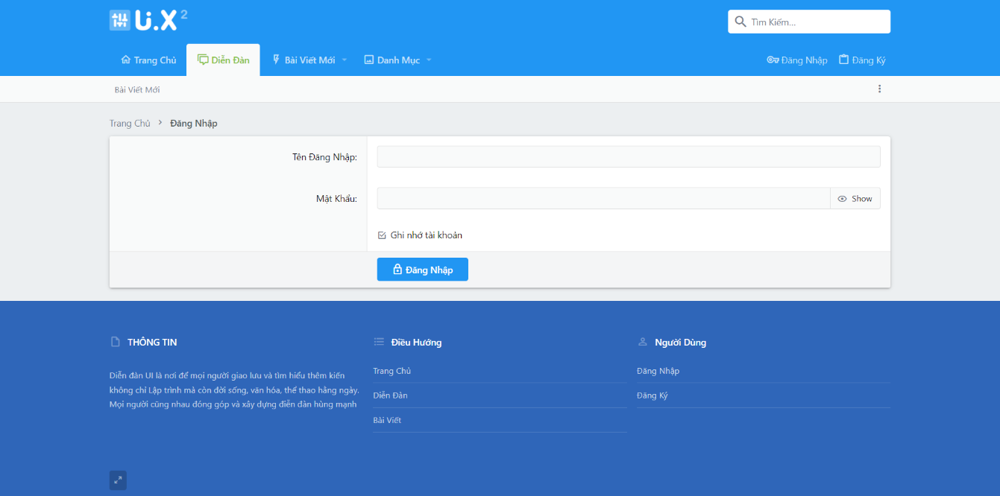 U.X 2
Tìm Kiếm...
Trang Chủ
Diễn Đàn
Bài Viết Mới
Danh Mục
Đăng Nhập
Đăng Ký
Bài Viết Mới
Trang Chủ > Đăng Nhập
Tên Đăng Nhập:
Mật Khẩu:
Show
Ghi nhớ tài khoản
Đăng Nhập
THÔNG TIN
Diễn đàn UI là nơi để mọi người giao lưu và tìm hiểu thêm kiến
không chỉ Lập trình mà còn đời sống, văn hóa, thể thao hằng ngày.
Mọi người cũng nhau đóng góp và xây dựng điễn đàn hùng mạnh
Điều Hướng
Trang Chủ
Diễn Đàn
Bài Viết
Người Dùng
Đăng Nhập
Đăng Ký